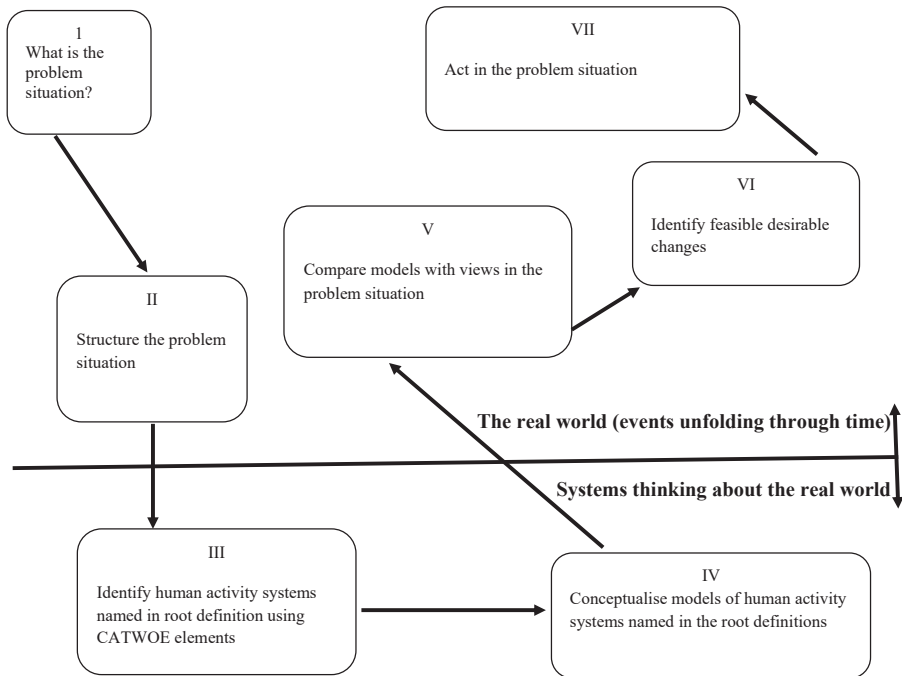 1
What is the
problem
situation?
VII
Act in the problem situation
VI
Identify feasible desirable
changes
V
Compare models with views in the
problem situation
II
Structure the problem
situation
The real world (events unfolding through time)
Systems thinking about the real world
III
Identify human activity systems
named in root definition using
CATWOE elements
IV
Conceptualise models of human activity
systems named in the root definitions